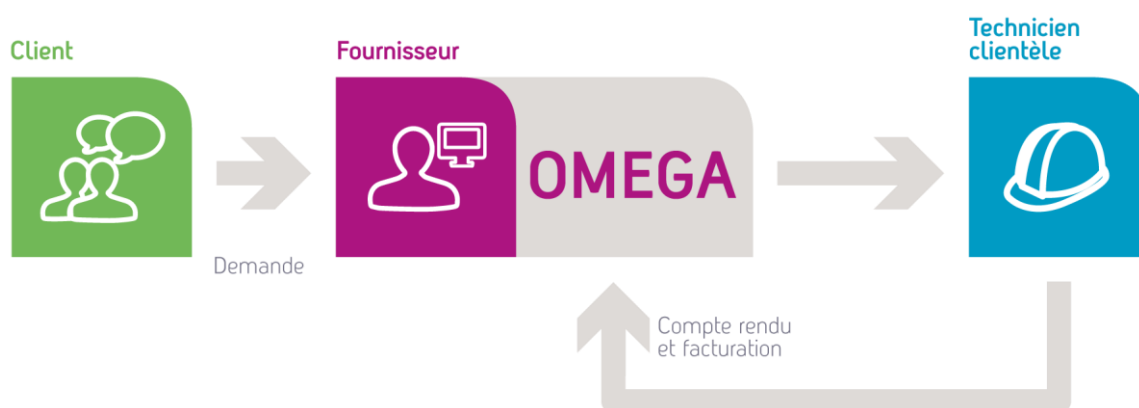 Client
Fournisseur
Technicien
clientèle
OMEGA
Demande
Compte rendu
et facturation